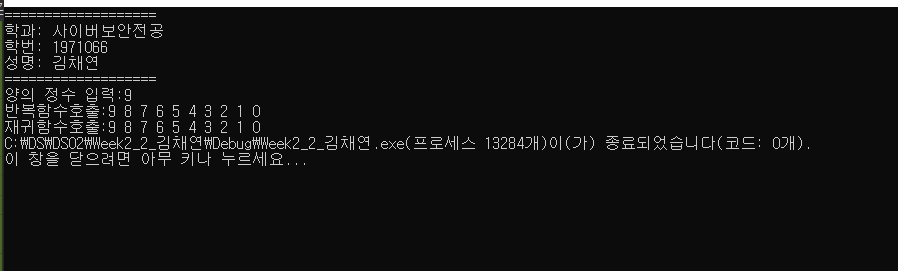 ===================
학과: 사이버보안전공
학번: 1971066
성명: 김채연
===================
양의 정수 입력:9
반복함수호출:9 8 7 6 5 4 3 2 1 0
재귀함수호출:9 8 7 6 5 4 3 2 1 0
C:\DS\DS02\Week2_2_김채연\Debug\Week2_2_김채연.exe(프로세스 13284개)이(가) 종료되었습니다(코드: 0개).
이 창을 닫으려면 아무 키나 누르세요...